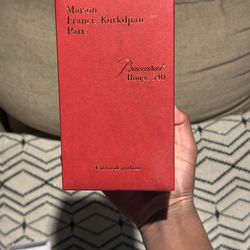 Maison
Francis Kurkdjian
Paris
Baccarat
Rouge 540
Extrait de parfum